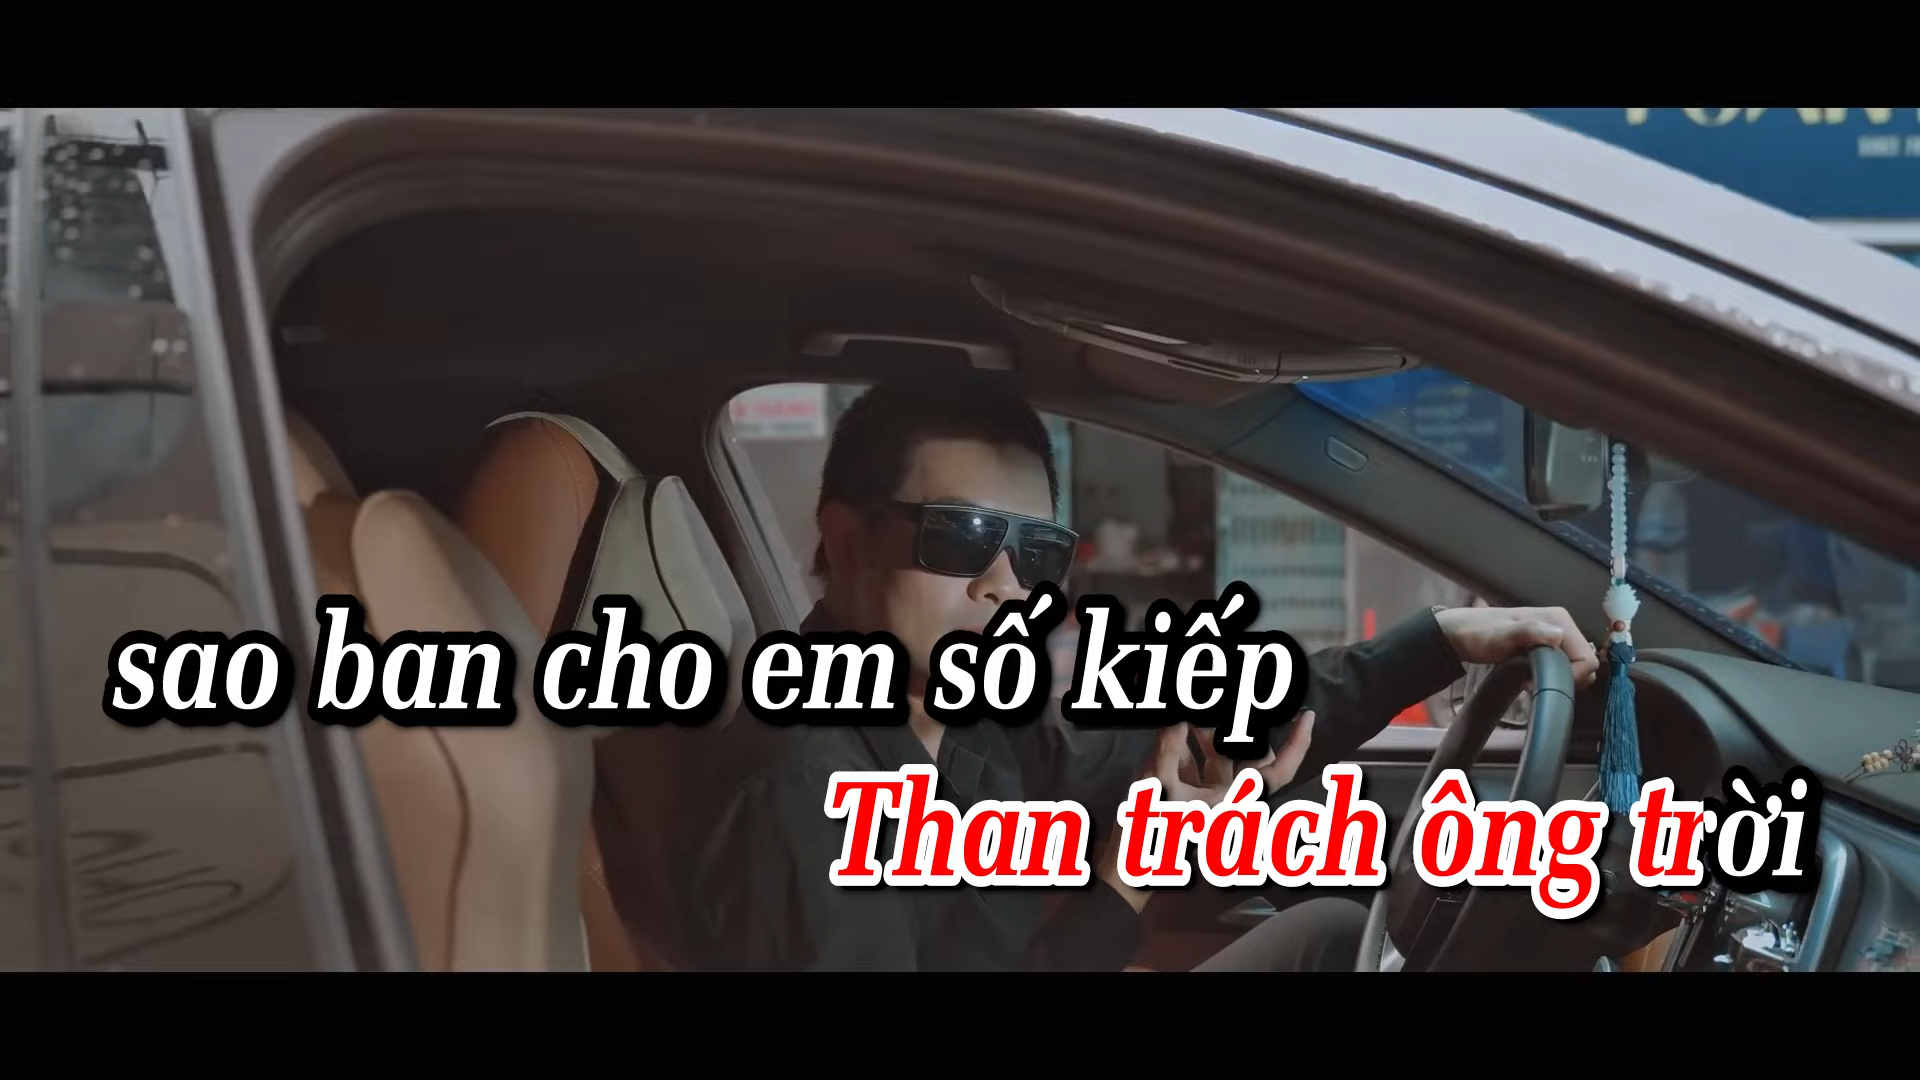 sao ban cho em số kiếp
Than trách ông trời